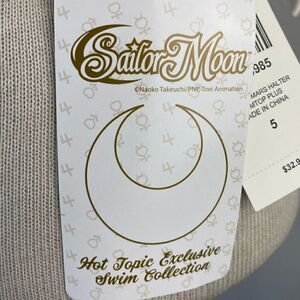 Sailor Moon
©Naoko Takeuchi/PNP, Toei Animation
Hot Topic Exclusive
Swim Collection
985
MARS HALTER
MTOP PLUS
ADE IN CHINA
5
$32.9